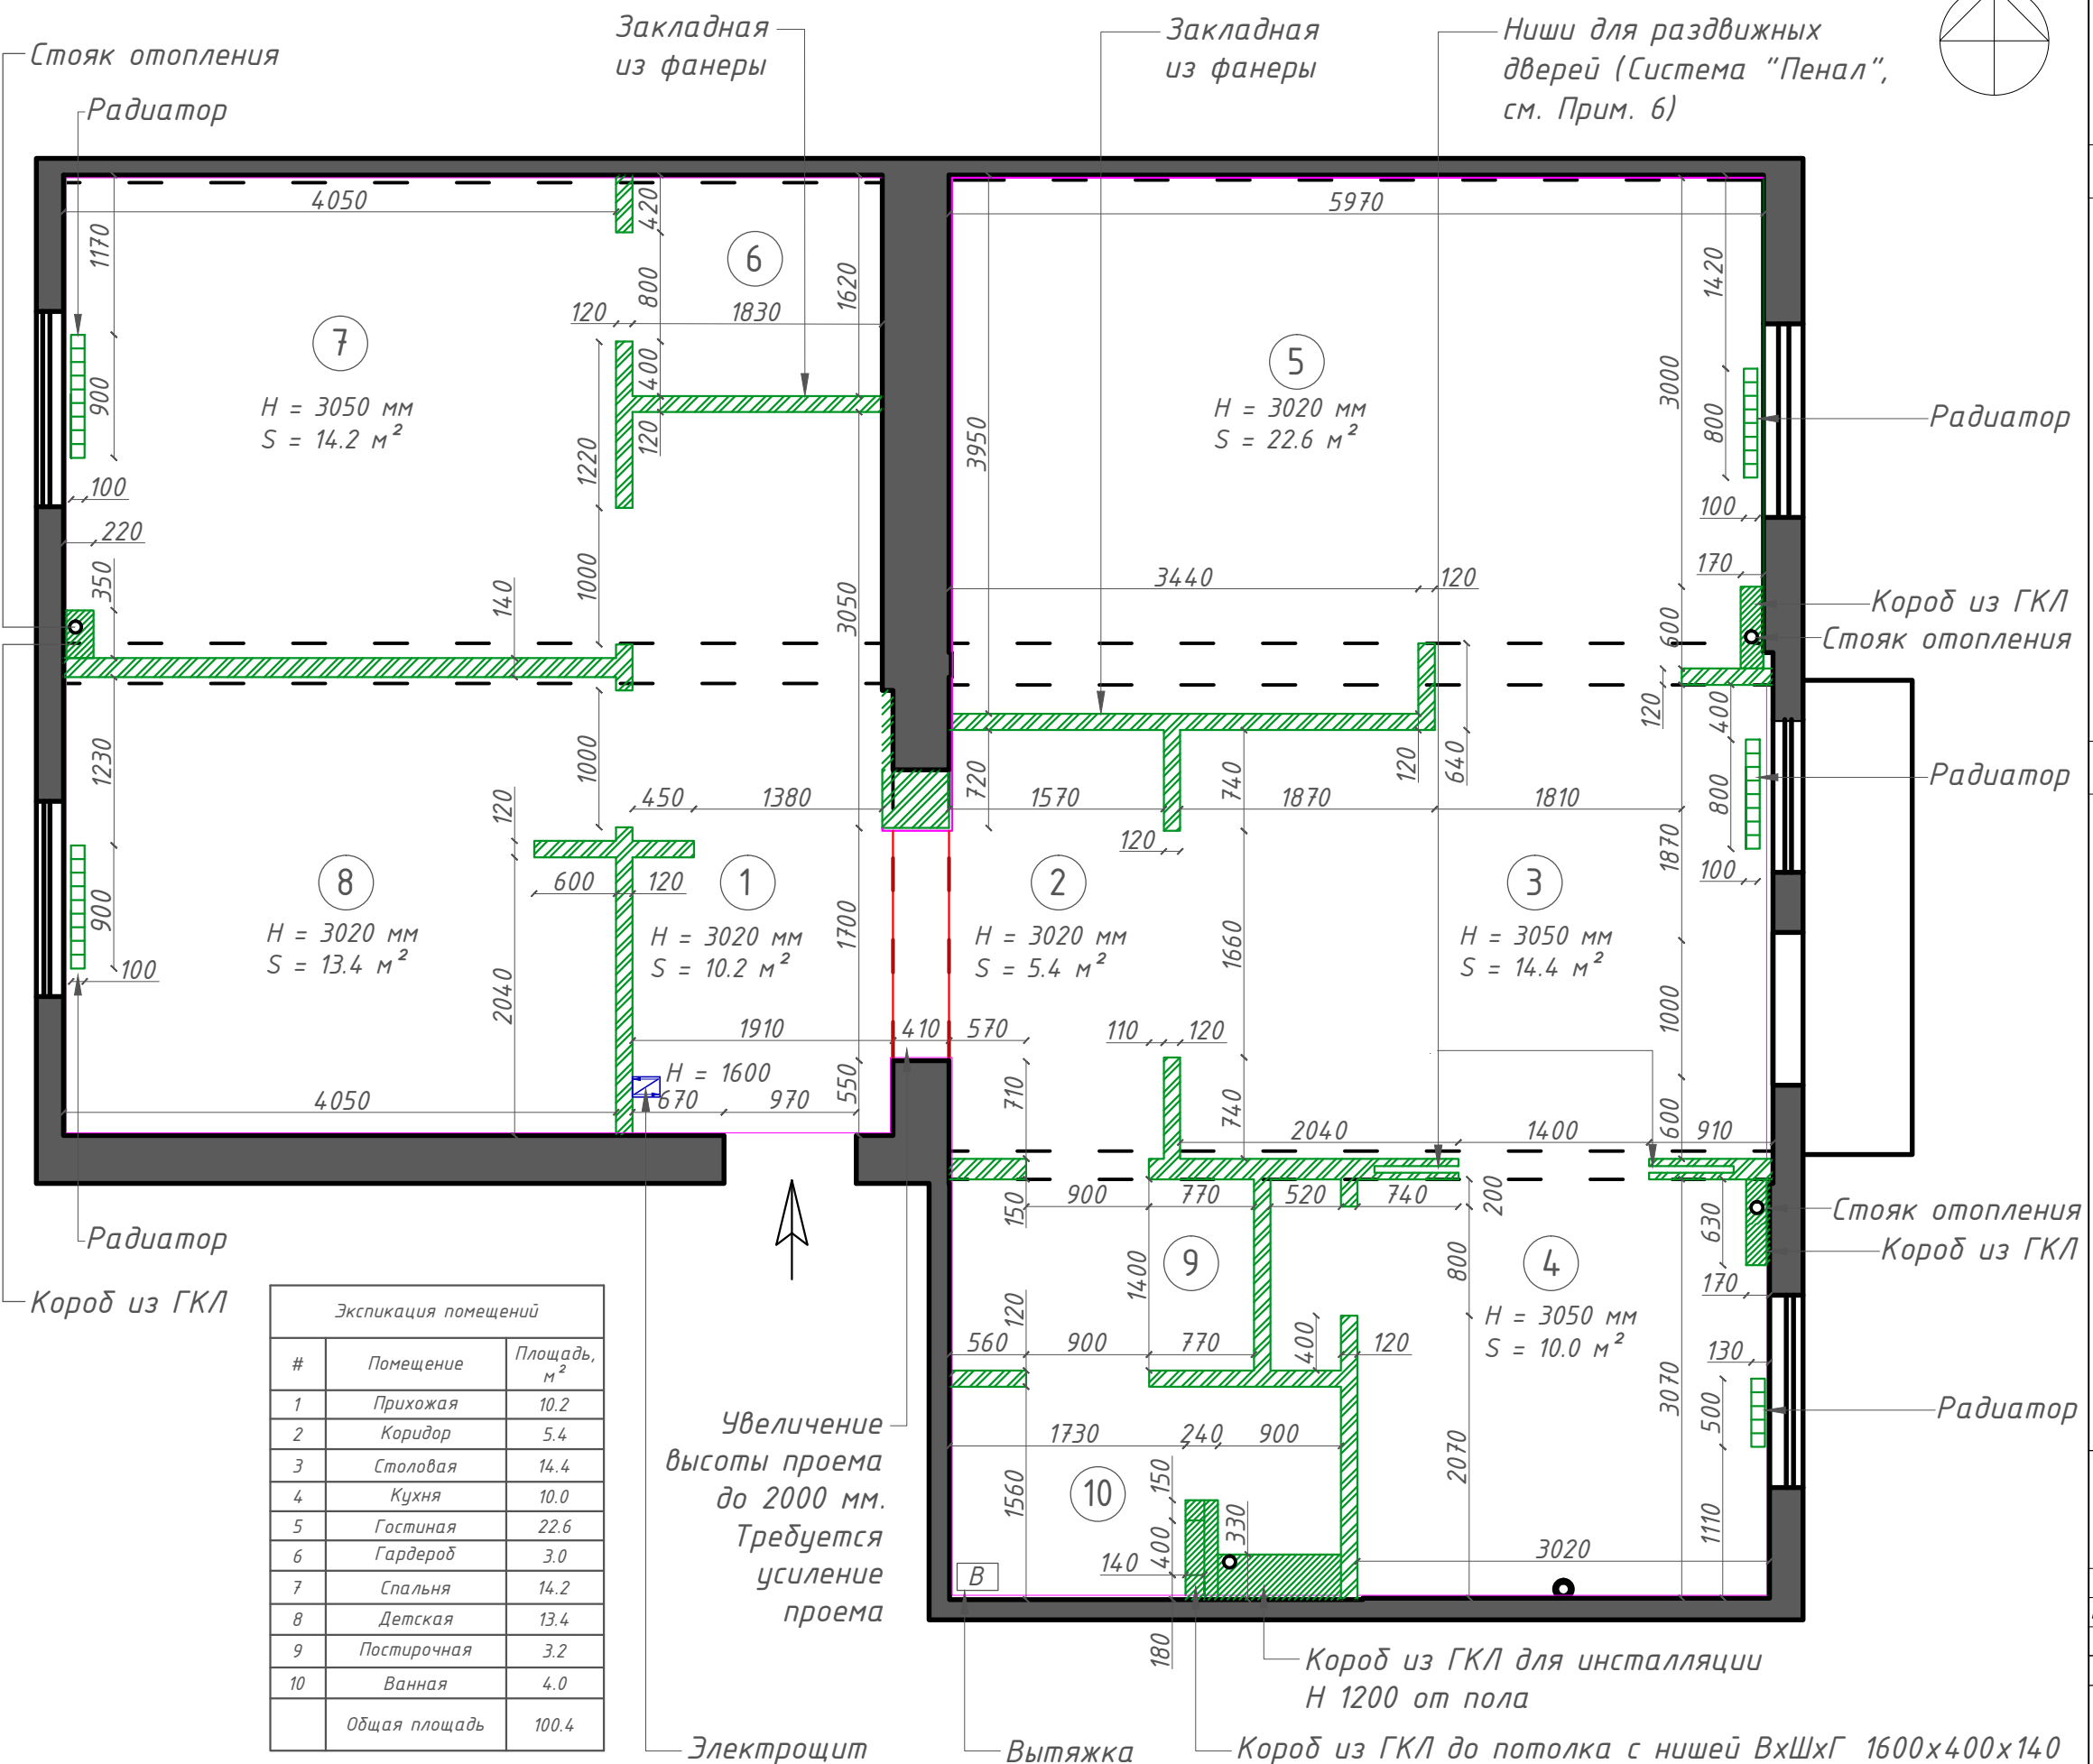 Стояк отопления
Радиатор
Закладная
из фанеры
Закладная
из фанеры
Ниши для раздвижных
дверей (Система "Пенал",
см. Прим. 6)
4050
420
1170
800
6
1620
120
1830
7
H = 3050 мм
S = 14.2 м²
900
400
120
1220
100
220
350
140
1000
3050
5970
1420
5
H = 3020 мм
S = 22.6 м²
3950
3000
800
Радиатор
100
170
3440
120
600
Короб из ГКЛ
Стояк отопления
120
400
1230
1000
120
450
1380
720
1570
740
1870
120
640
1810
800
Радиатор
120
1870
100
8
H = 3020 мм
S = 13.4 м²
900
100
600
120
1
H = 3020 мм
S = 10.2 м²
1700
2040
2
H = 3020 мм
S = 5.4 м²
1660
3
H = 3050 мм
S = 14.4 м²
1000
1910
410
570
110
120
H = 1600
670
970
550
4050
710
740
2040
1400
600
910
150
900
770
520
740
200
630
Стояк отопления
Короб из ГКЛ
170
9
1400
800
4
H = 3050 мм
S = 10.0 м²
120
560
900
770
400
120
130
3070
500
Радиатор
1730
240
900
1560
10
150
400
330
140
2070
1110
3020
В
180
Радиатор
Короб из ГКЛ
Экспикация помещений
# Помещение Площадь, м²
1 Прихожая 10.2
2 Коридор 5.4
3 Столовая 14.4
4 Кухня 10.0
5 Гостиная 22.6
6 Гардероб 3.0
7 Спальня 14.2
8 Детская 13.4
9 Постирочная 3.2
10 Ванная 4.0
Общая площадь 100.4
Увеличение
высоты проема
до 2000 мм.
Требуется
усиление
проема
Электрощит
Вытяжка
Короб из ГКЛ для инсталляции
Н 1200 от пола
Короб из ГКЛ до потолка с нишей ВхШхГ 1600х400х140